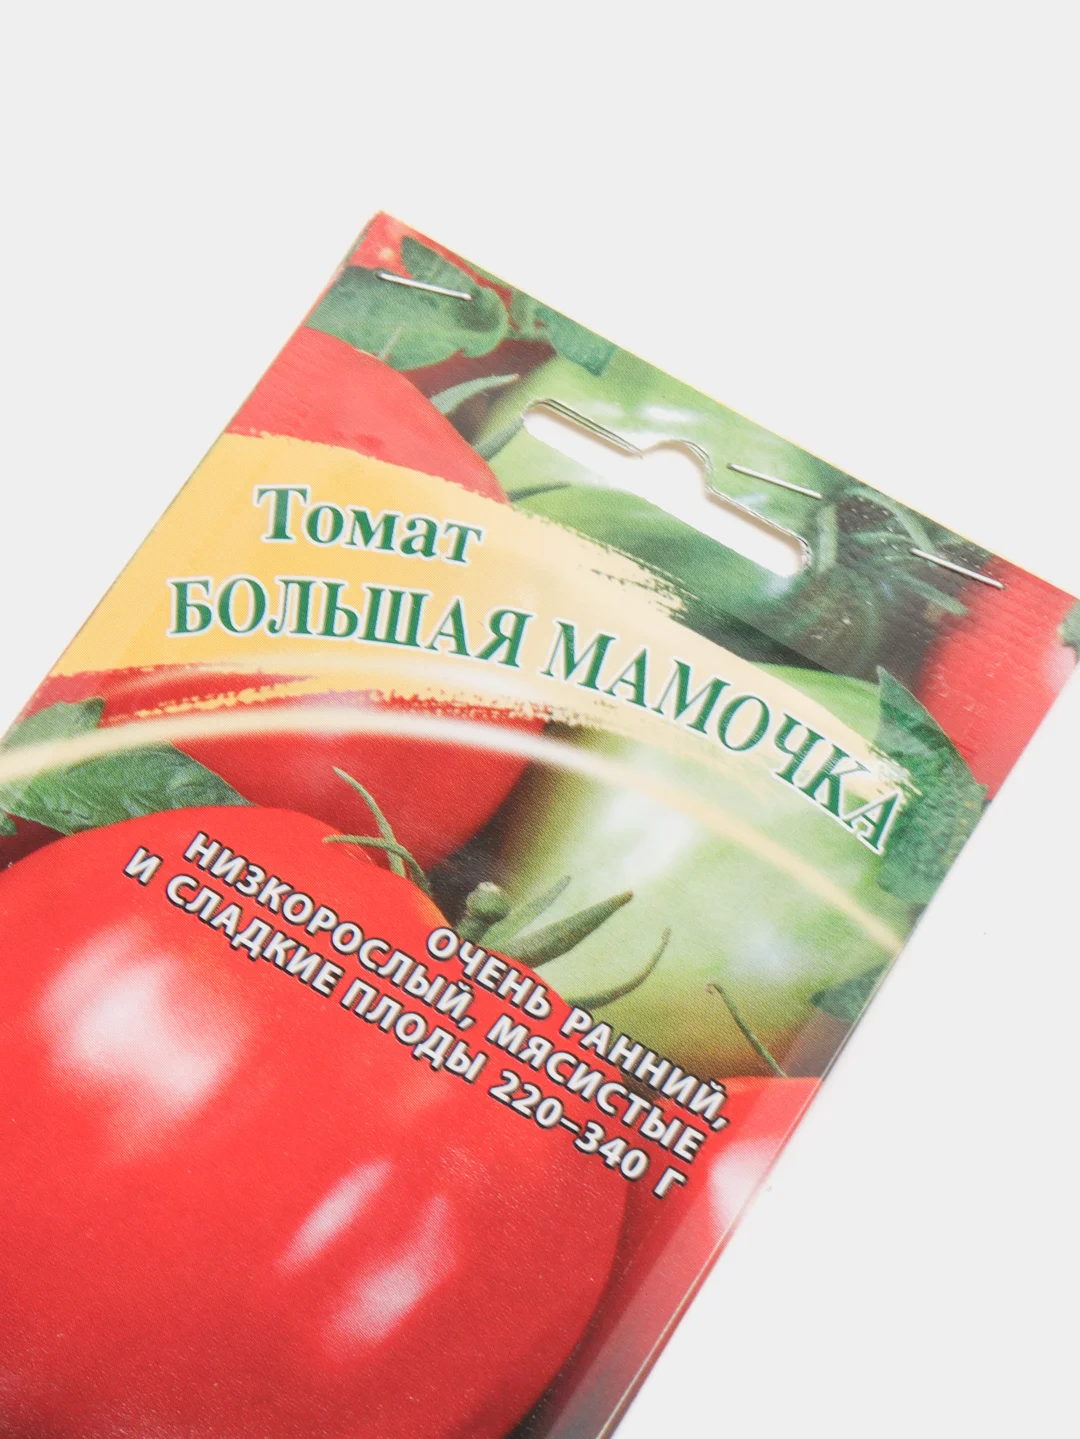 Томат
БОЛЬШАЯ МАМОЧКА
ОЧЕНЬ РАННИЙ,
НИЗКОРОСЛЫЙ, МЯСИСТЫЕ
И СЛАДКИЕ ПЛОДЫ 220-340 Г